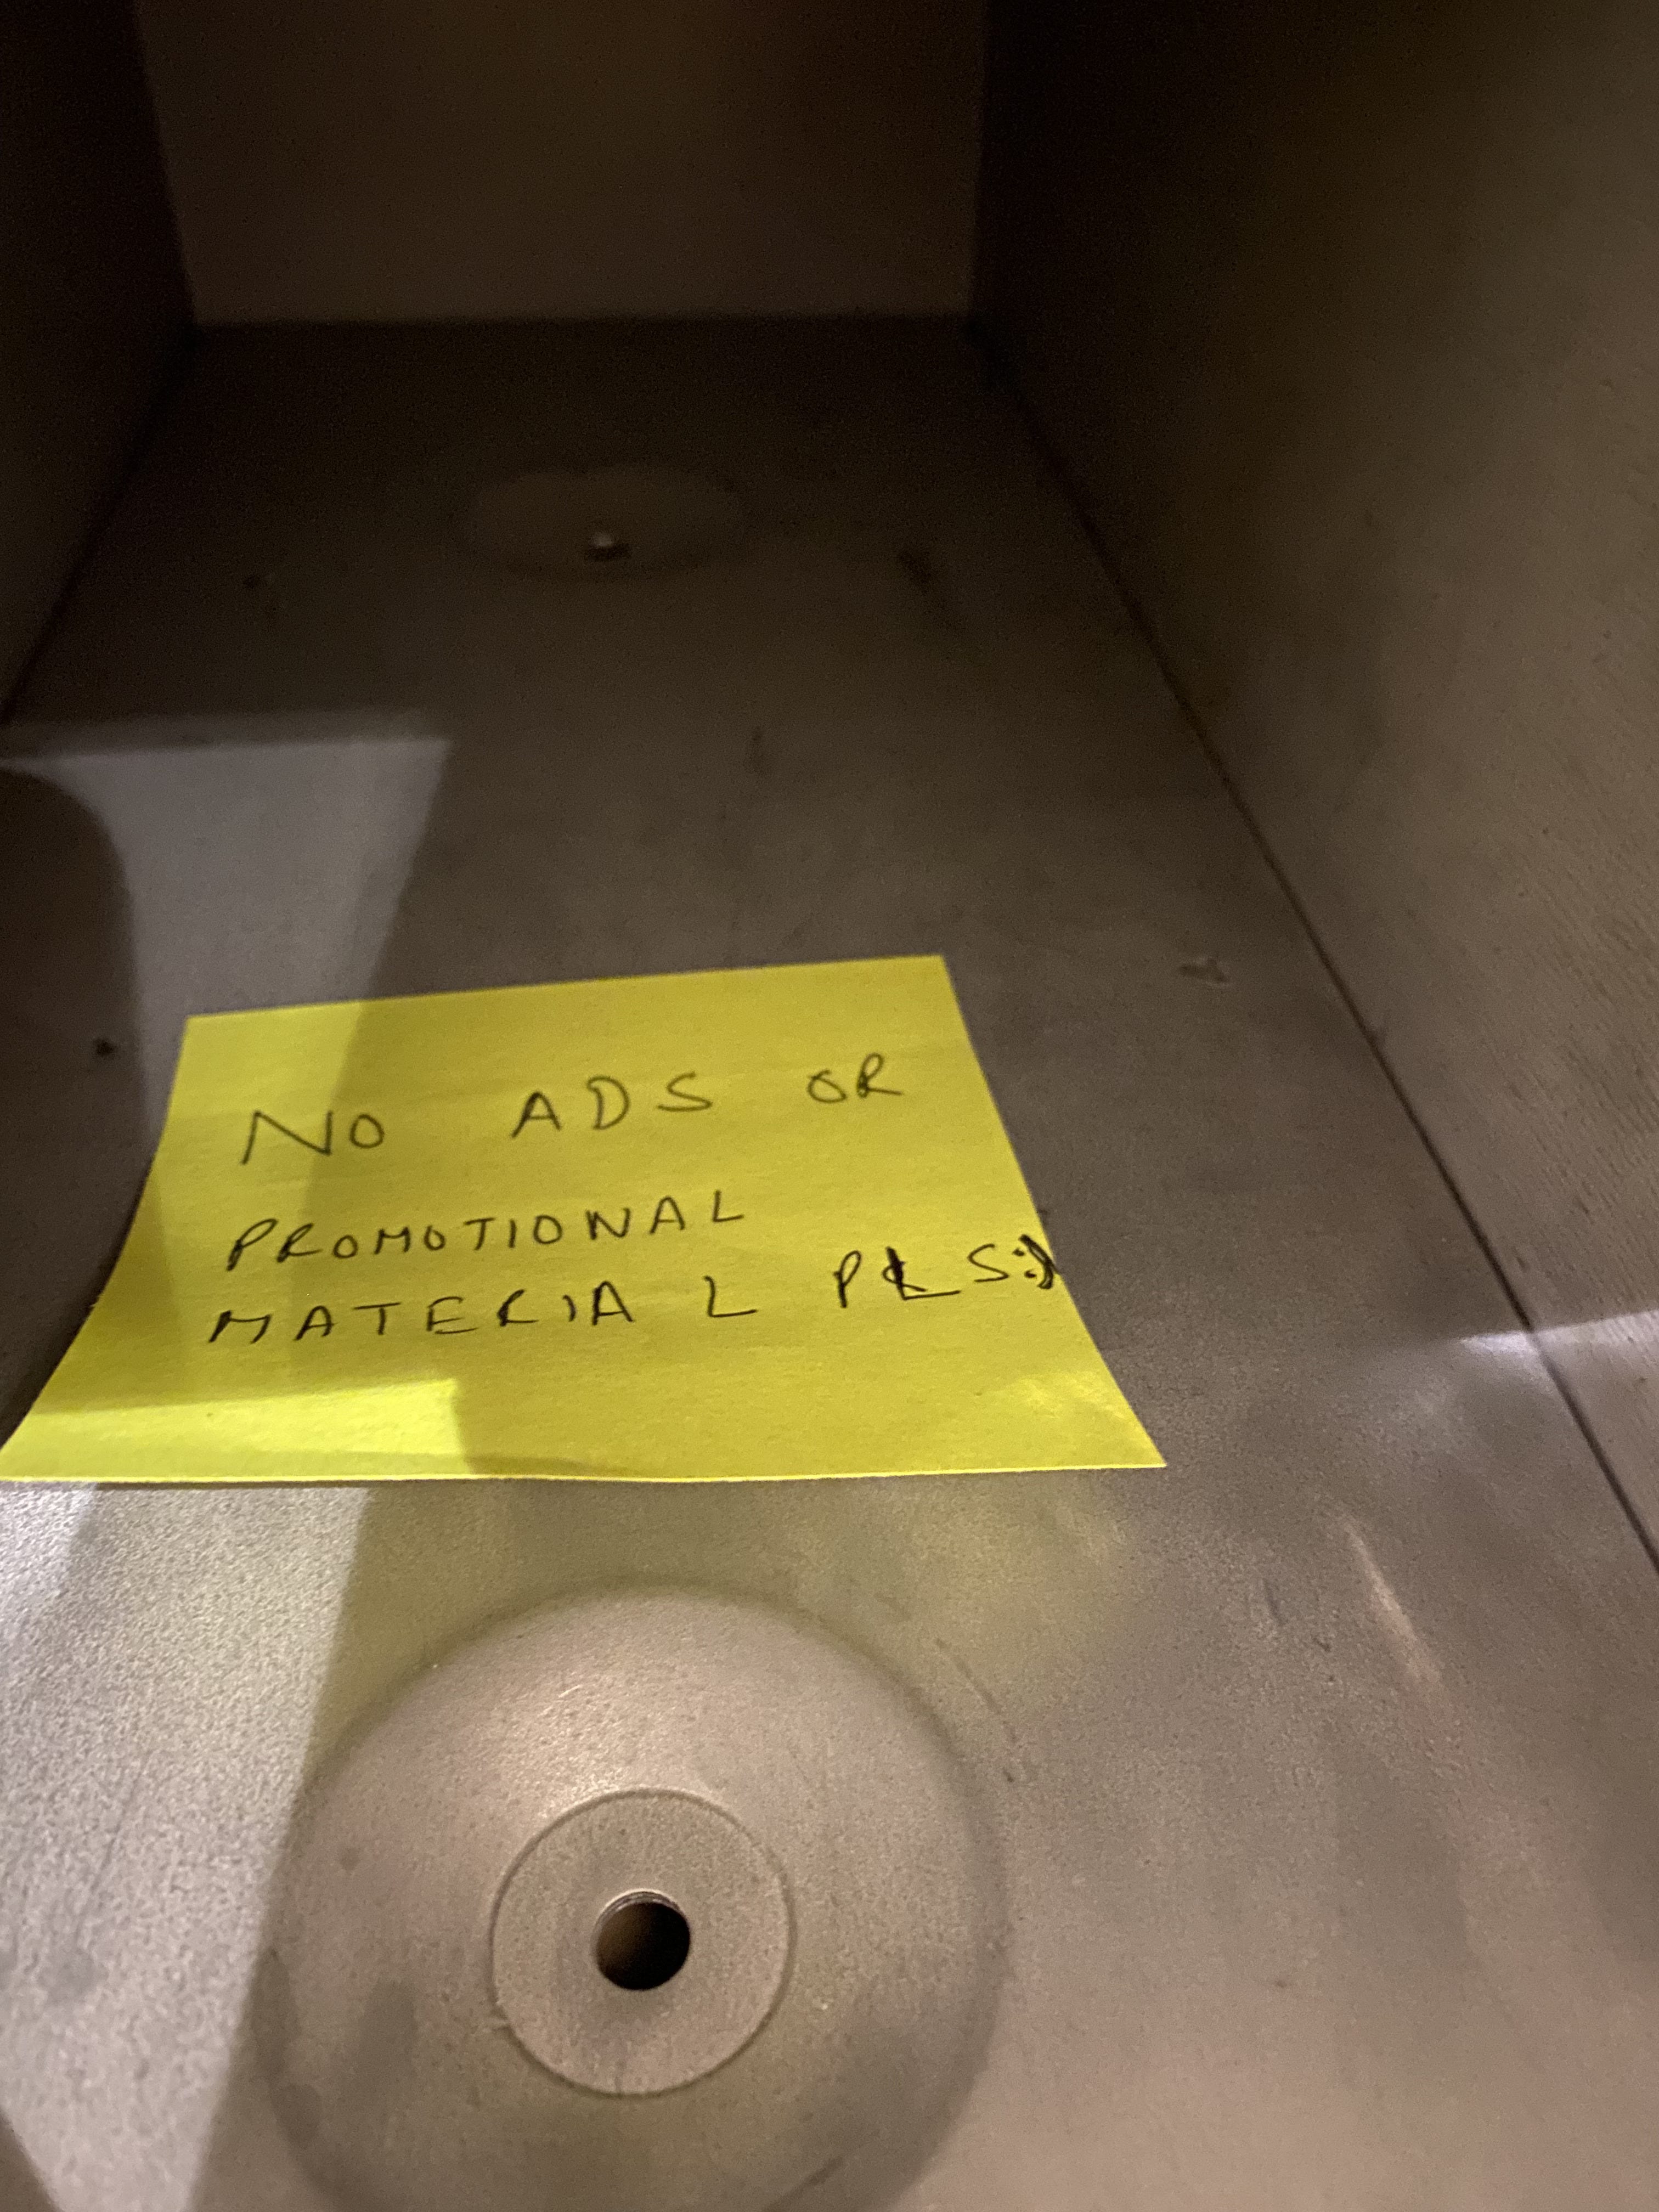 NO ADS OR
PROMOTIONAL
MATERIAL PLS:)